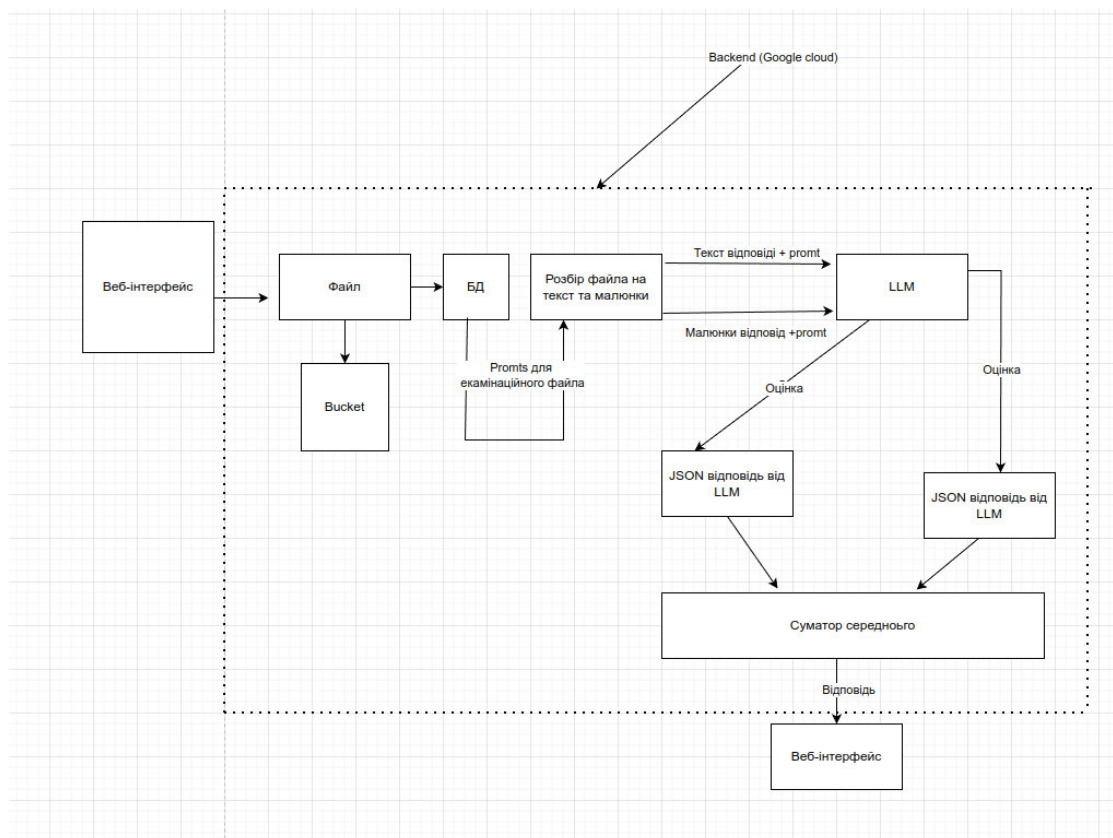 Backend (Google cloud)
Веб-інтерфейс
Файл
БД
Розбір файла на
текст та малюнки
Текст відповіді + promt
LLM
Малюнки відповід +promt
Promts для
екамінаційного файла
Bucket
Оцінка
Оцінка
JSON відповідь від
LLM
JSON відповідь від
LLM
Суматор середнього
Відповідь
Веб-інтерфейс